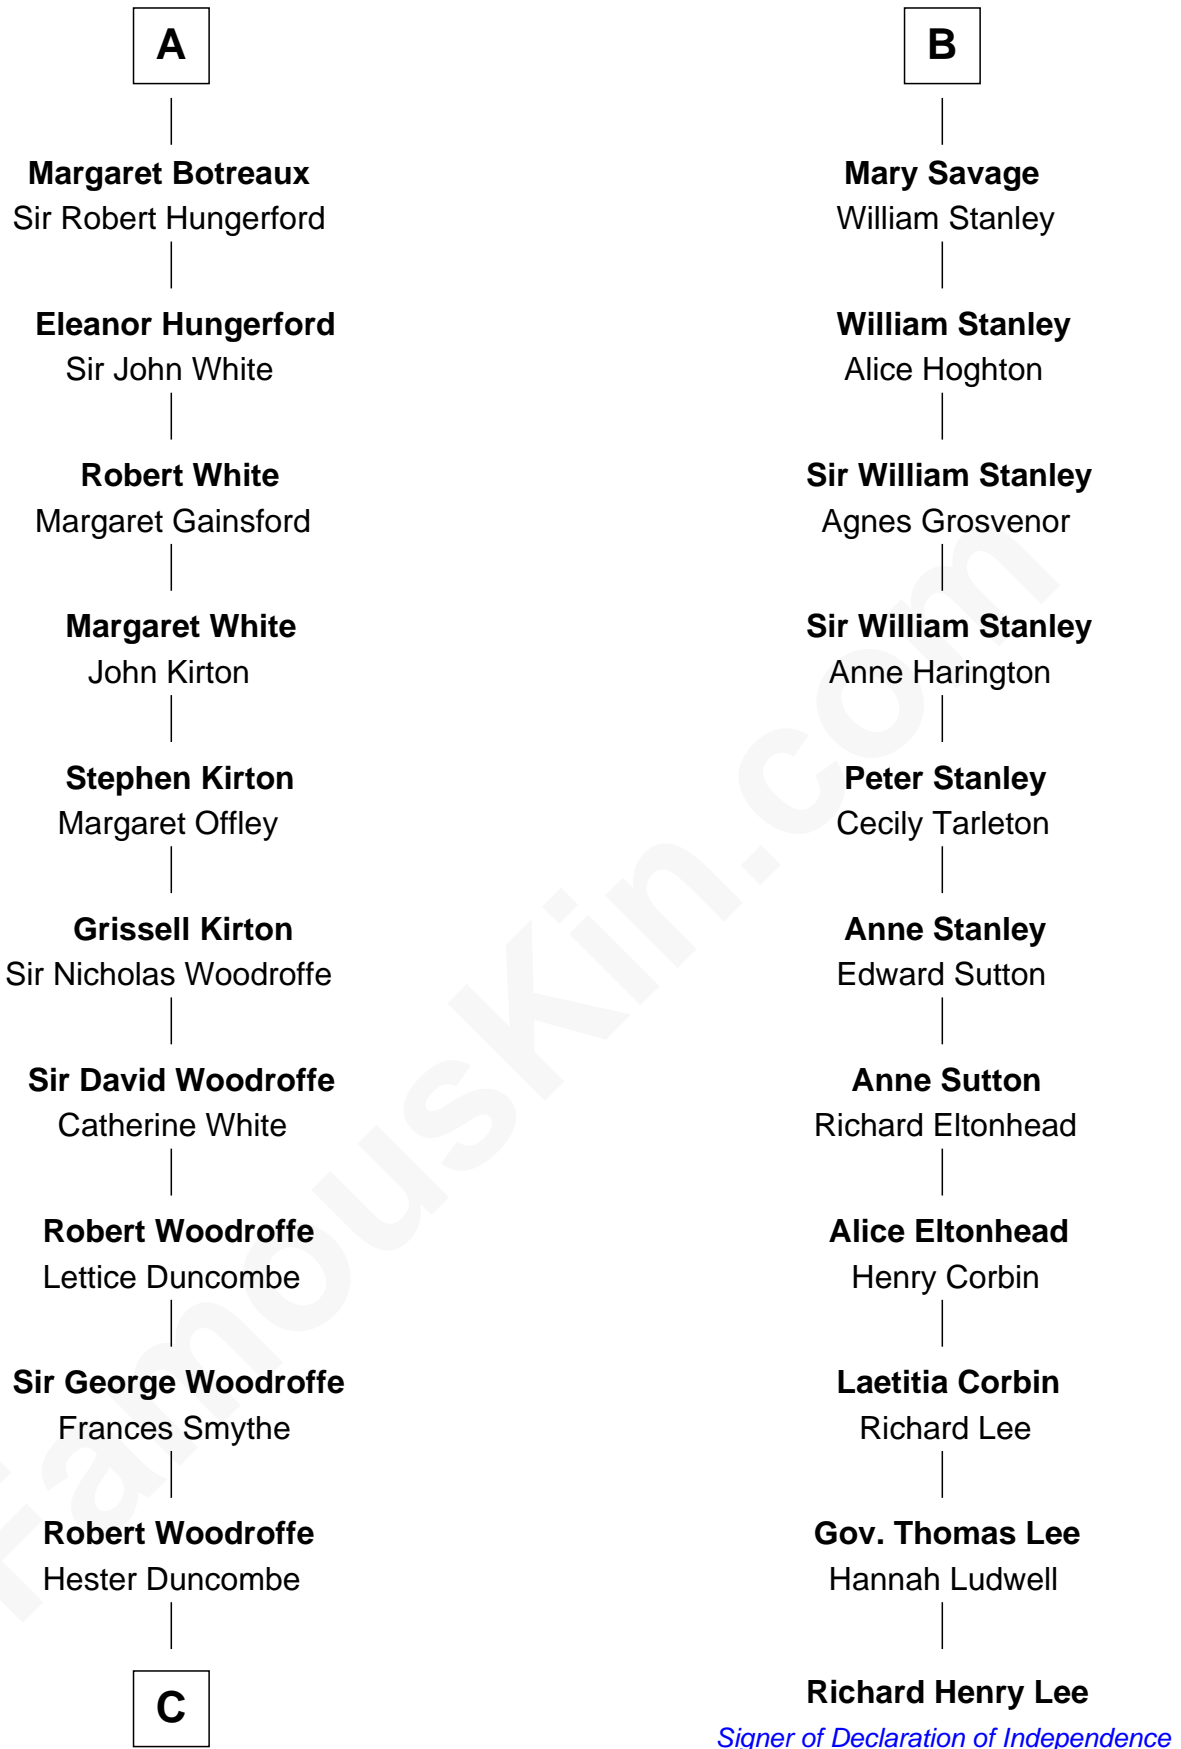 A
Margaret Botreaux
Sir Robert Hungerford
Eleanor Hungerford
Sir John White
Robert White
Margaret Gainsford
Margaret White
John Kirton
Stephen Kirton
Margaret Offley
Grissell Kirton
Sir Nicholas Woodroffe
Sir David Woodroffe
Catherine White
Robert Woodroffe
Lettice Duncombe
Sir George Woodroffe
Frances Smythe
Robert Woodroffe
Hester Duncombe
C
B
Mary Savage
William Stanley
William Stanley
Alice Hoghton
Sir William Stanley
Agnes Grosvenor
Sir William Stanley
Anne Harington
Peter Stanley
Cecily Tarleton
Anne Stanley
Edward Sutton
Anne Sutton
Richard Eltonhead
Alice Eltonhead
Henry Corbin
Laetitia Corbin
Richard Lee
Gov. Thomas Lee
Hannah Ludwell
Richard Henry Lee
Signer of Declaration of Independence
FamousKin.com